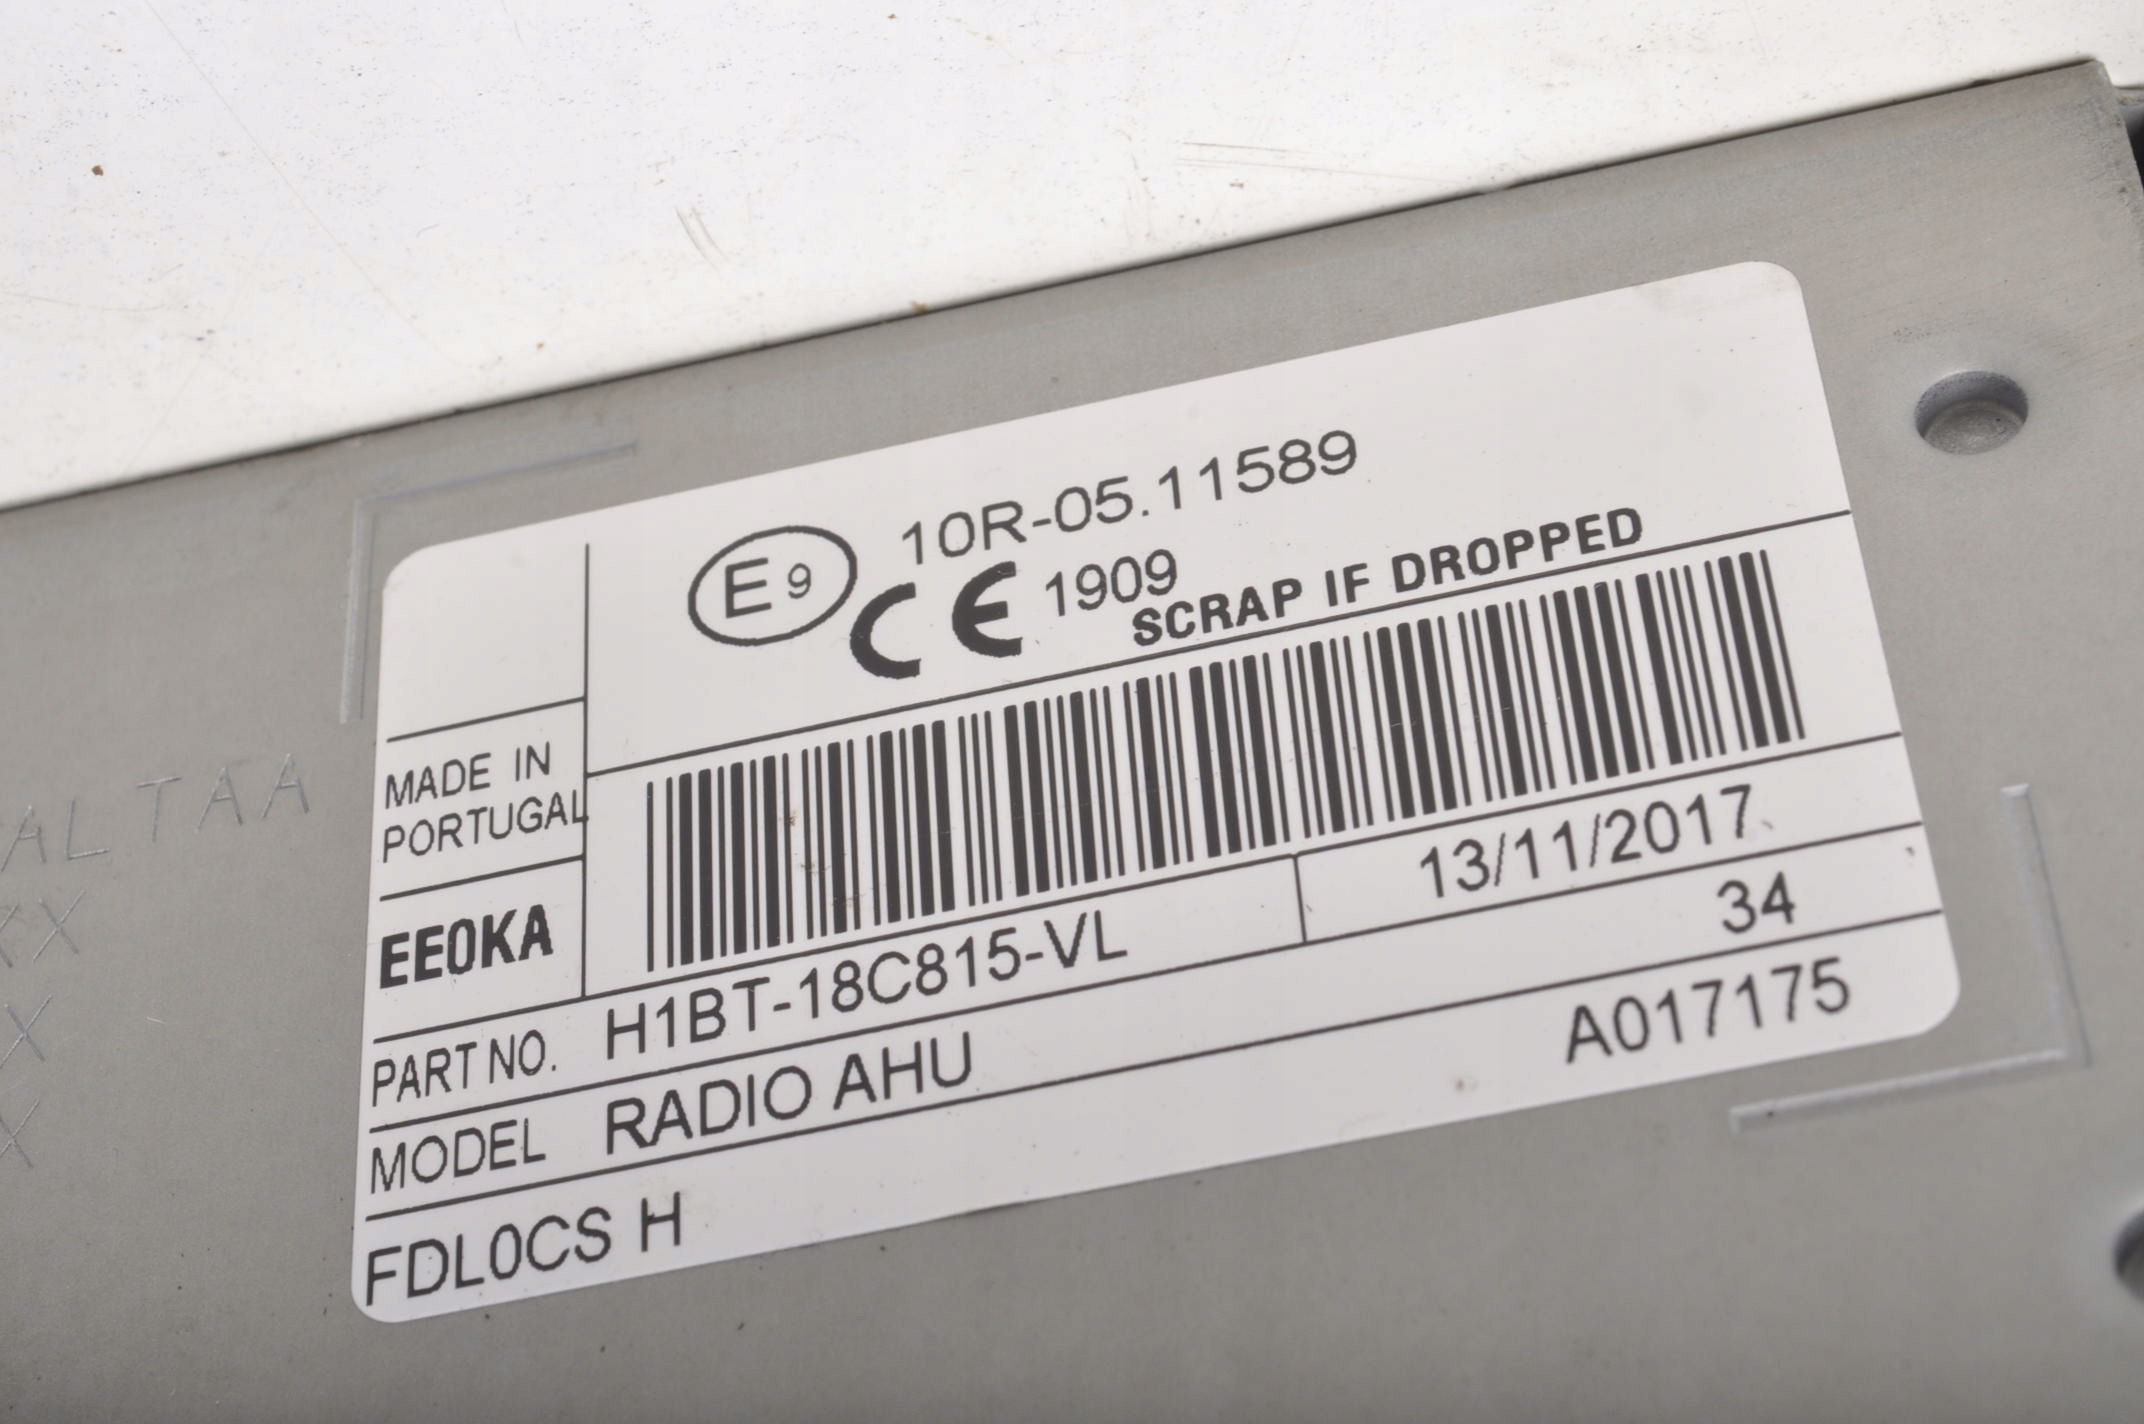 E9 10R-05.11589
CE 1909
SCRAP IF DROPPED
MADE IN
PORTUGAL
EE0KA
PART NO. H1BT-18C815-VL 13/11/2017
MODEL RADIO AHU 34
FDL0CS H A017175
ALTAA
X
X